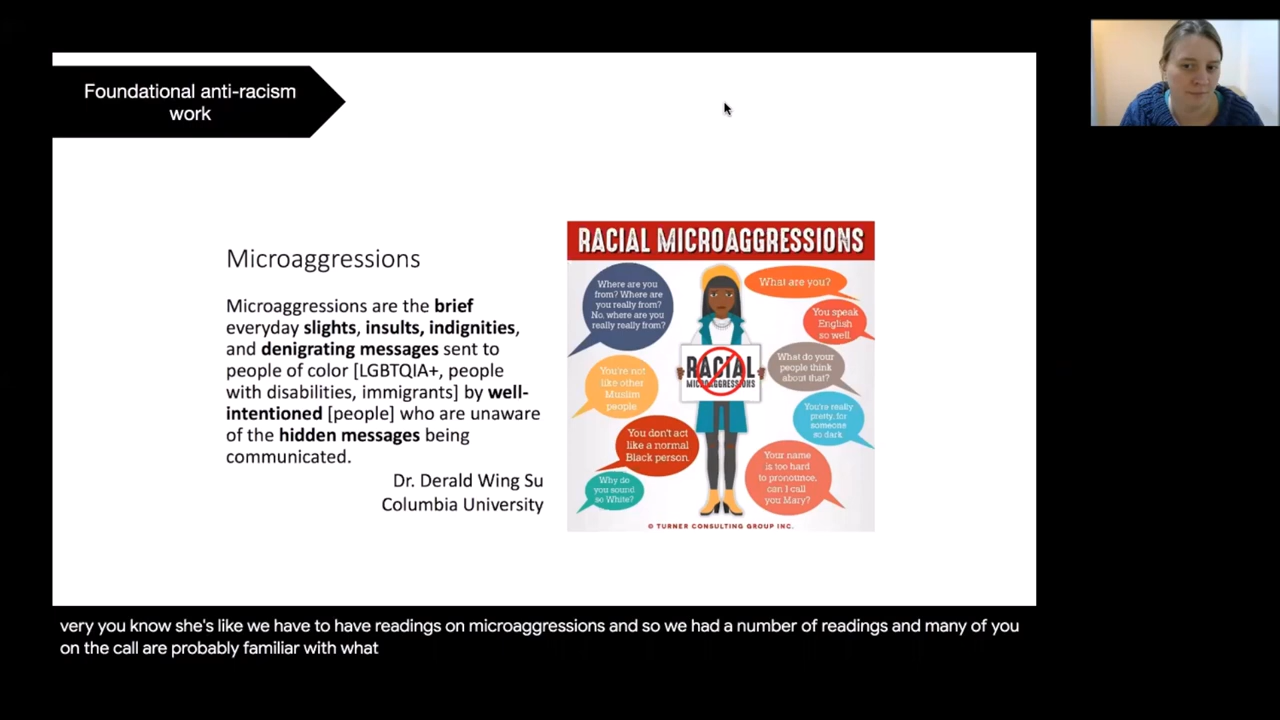 Foundational anti-racism
work
Microaggressions
Microaggressions are the brief
everyday slights, insults, indignities,
and denigrating messages sent to
people of color [LGBTQIA+, people
with disabilities, immigrants] by well-
intentioned [people] who are unaware
of the hidden messages being
communicated.
Dr. Derald Wing Su
Columbia University
RACIAL MICROAGGRESSIONS
Where are you
from? Where are
you really from?
No, where are you
really really from?
What are you?
You speak
English
so well.
You're not
like other
Muslim
people.
RACIAL
MICROAGGRESSIONS
What do your
people think
about that?
You're really
pretty, for
someone
so dark.
You don't act
like a normal
Black person.
Why do
you sound
so White?
Your name
is too hard
to pronounce,
can I call
you Mary?
© TURNER CONSULTING GROUP INC.
very you know she's like we have to have readings on microaggressions and so we had a number of readings and many of you
on the call are probably familiar with what